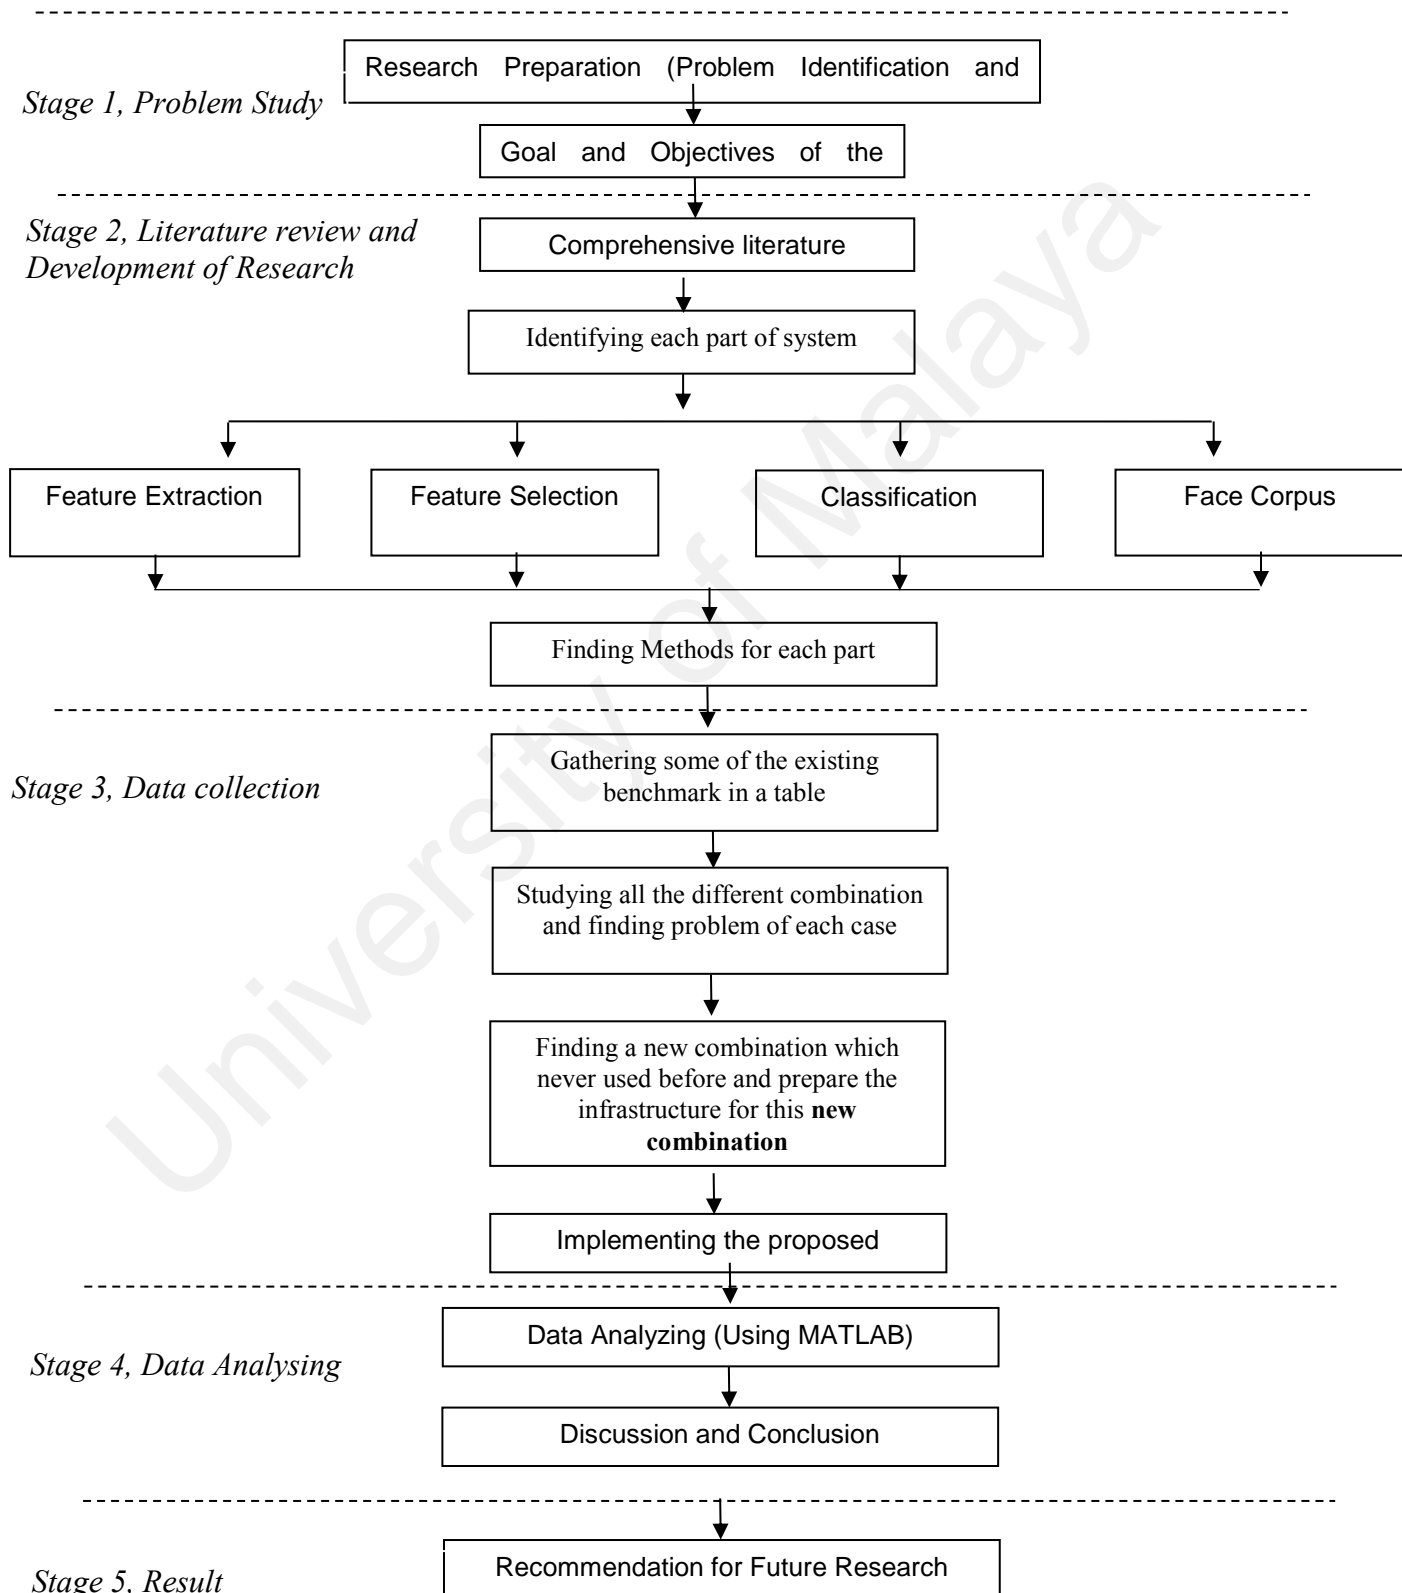 Research Preparation (Problem Identification and
Stage 1, Problem Study
Goal and Objectives of the
Stage 2, Literature review and
Development of Research
Comprehensive literature
Identifying each part of system
Feature Extraction
Feature Selection
Classification
Face Corpus
Finding Methods for each part
Stage 3, Data collection
Gathering some of the existing
benchmark in a table
Studying all the different combination
and finding problem of each case
Finding a new combination which
never used before and prepare the
infrastructure for this new
combination
Implementing the proposed
Stage 4, Data Analysing
Data Analyzing (Using MATLAB)
Discussion and Conclusion
Stage 5, Result
Recommendation for Future Research
University of Malaya